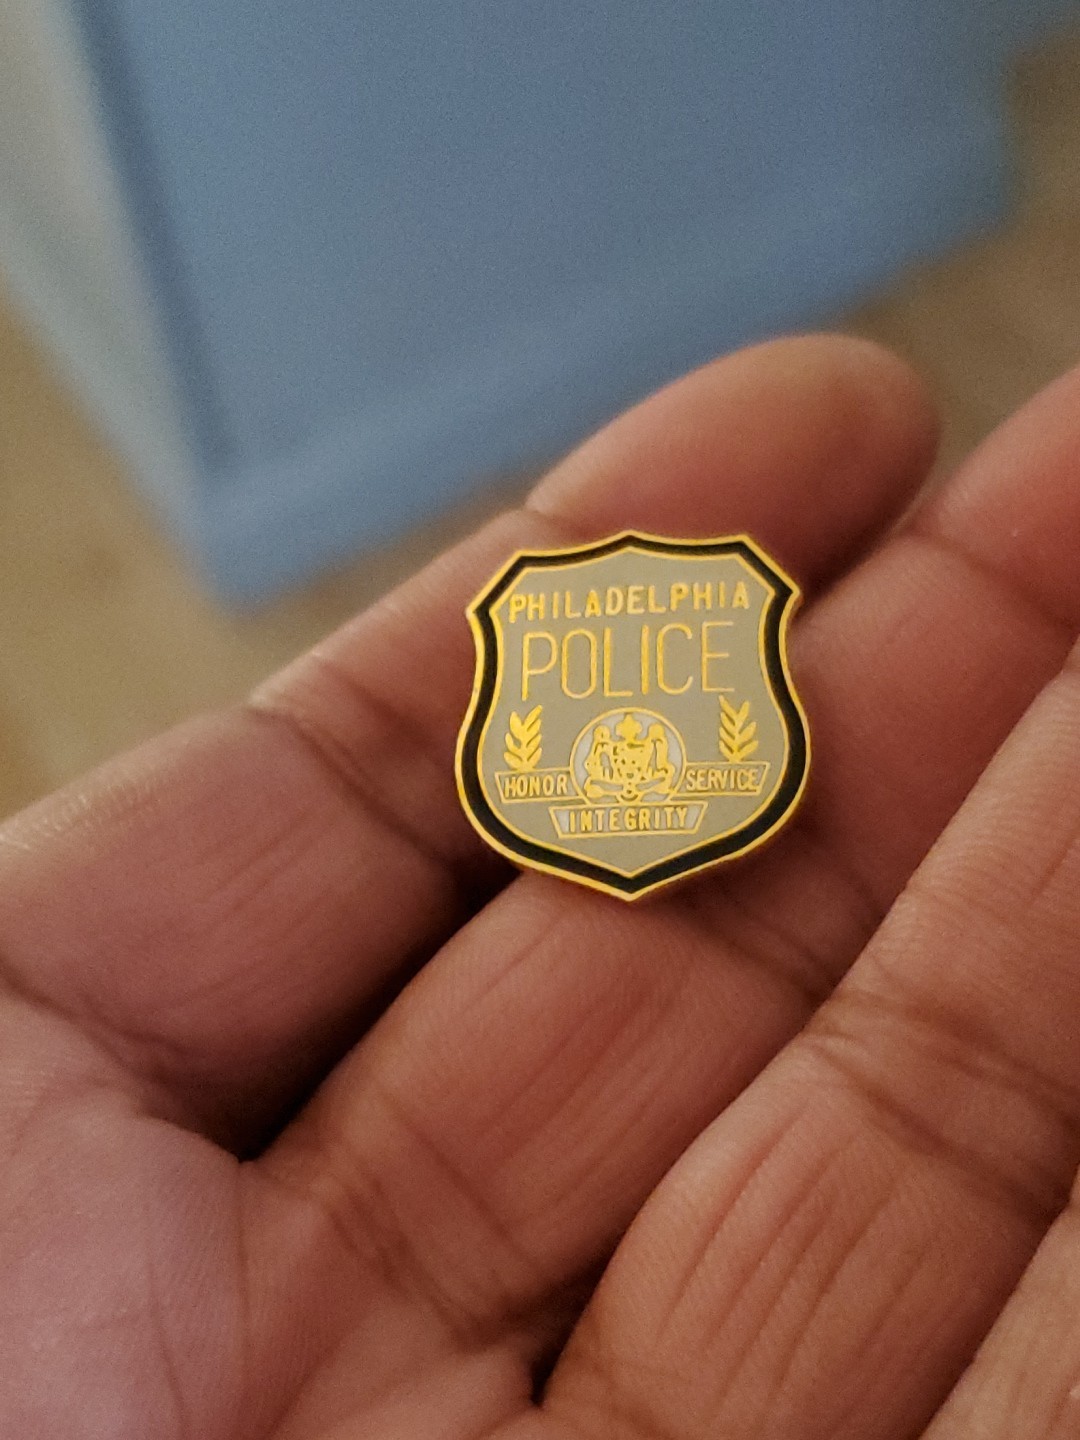 PHILADELPHIA
POLICE
HONOR SERVICE
INTEGRITY